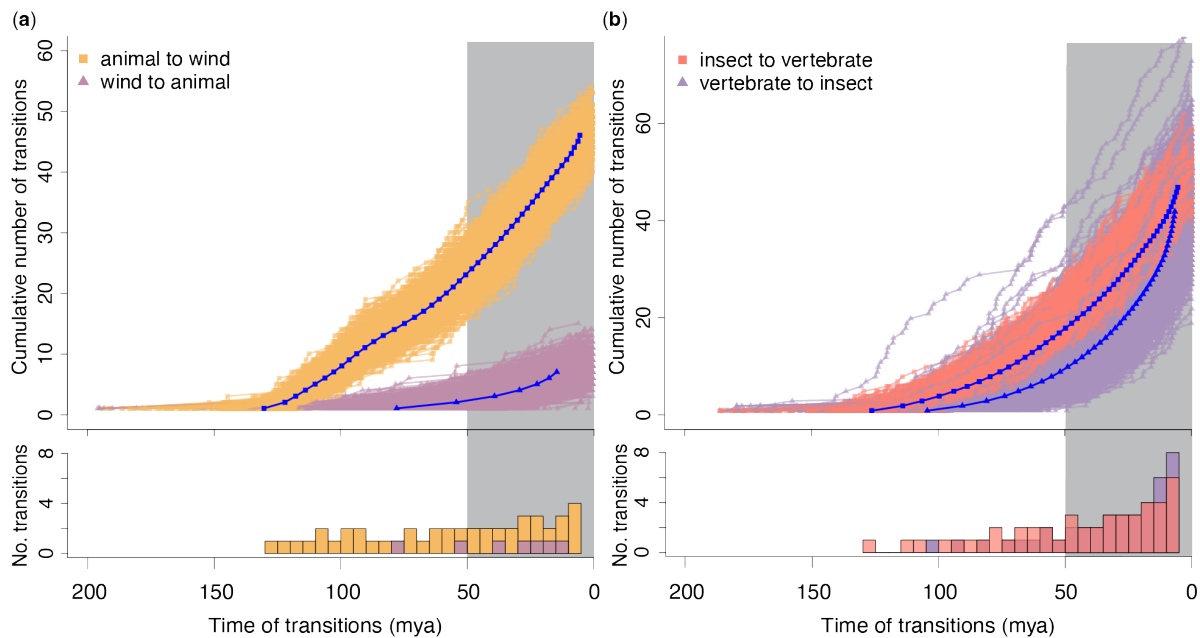 (a)
animal to wind
wind to animal
Cumulative number of transitions
60
50
40
30
20
10
0
No. transitions
8
4
0
200
150
100
50
0
Time of transitions (mya)
(b)
insect to vertebrate
vertebrate to insect
Cumulative number of transitions
60
40
20
0
No. transitions
8
4
0
200
150
100
50
0
Time of transitions (mya)